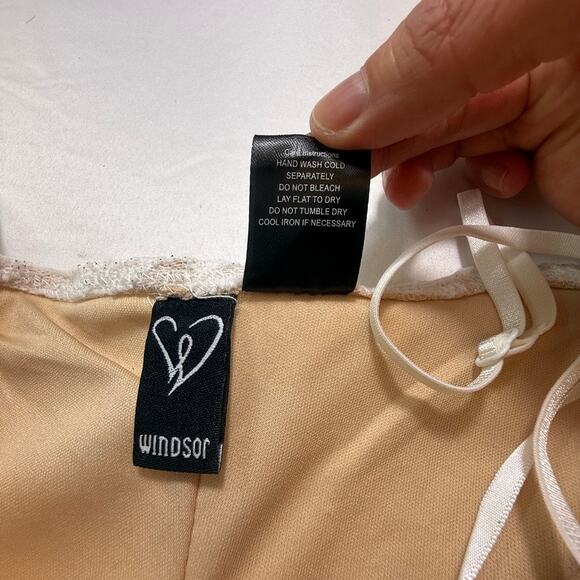 Care Instructions
HAND WASH COLD
SEPARATELY
DO NOT BLEACH
LAY FLAT TO DRY
DO NOT TUMBLE DRY
COOL IRON IF NECESSARY
WINDSOR